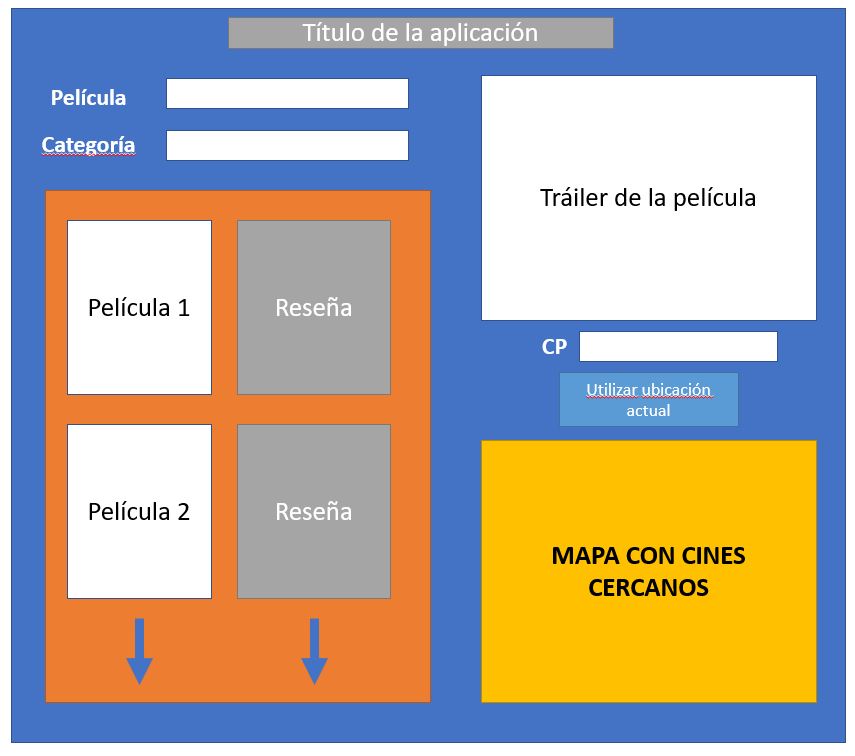 Título de la aplicación
Película
Categoría
Película 1
Reseña
Película 2
Reseña
Tráiler de la película
CP
Utilizar ubicación
actual
MAPA CON CINES
CERCANOS